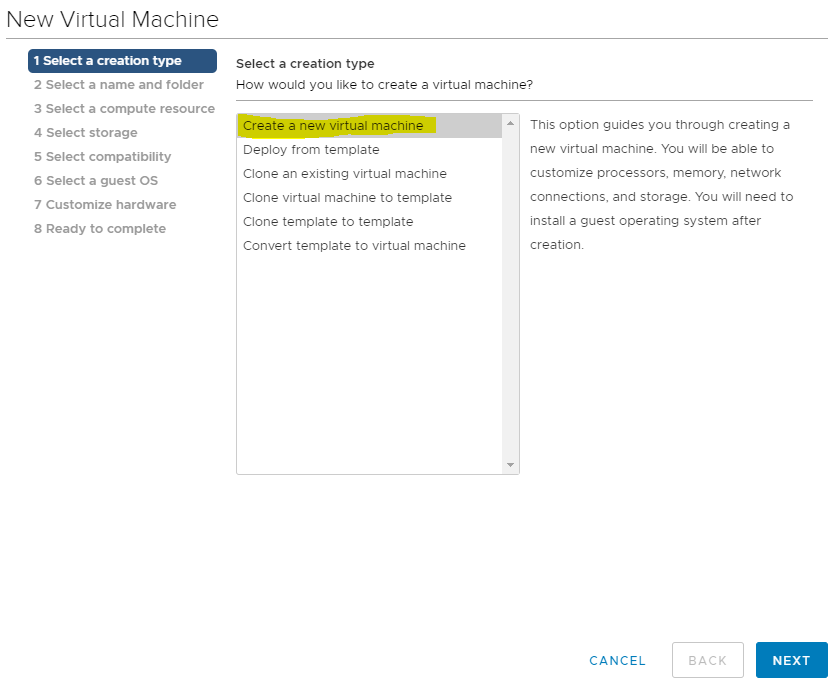 New Virtual Machine
1 Select a creation type
2 Select a name and folder
3 Select a compute resource
4 Select storage
5 Select compatibility
6 Select a guest OS
7 Customize hardware
8 Ready to complete
Select a creation type
How would you like to create a virtual machine?
Create a new virtual machine
Deploy from template
Clone an existing virtual machine
Clone virtual machine to template
Clone template to template
Convert template to virtual machine
This option guides you through creating a
new virtual machine. You will be able to
customize processors, memory, network
connections, and storage. You will need to
install a guest operating system after
creation.
CANCEL
BACK
NEXT